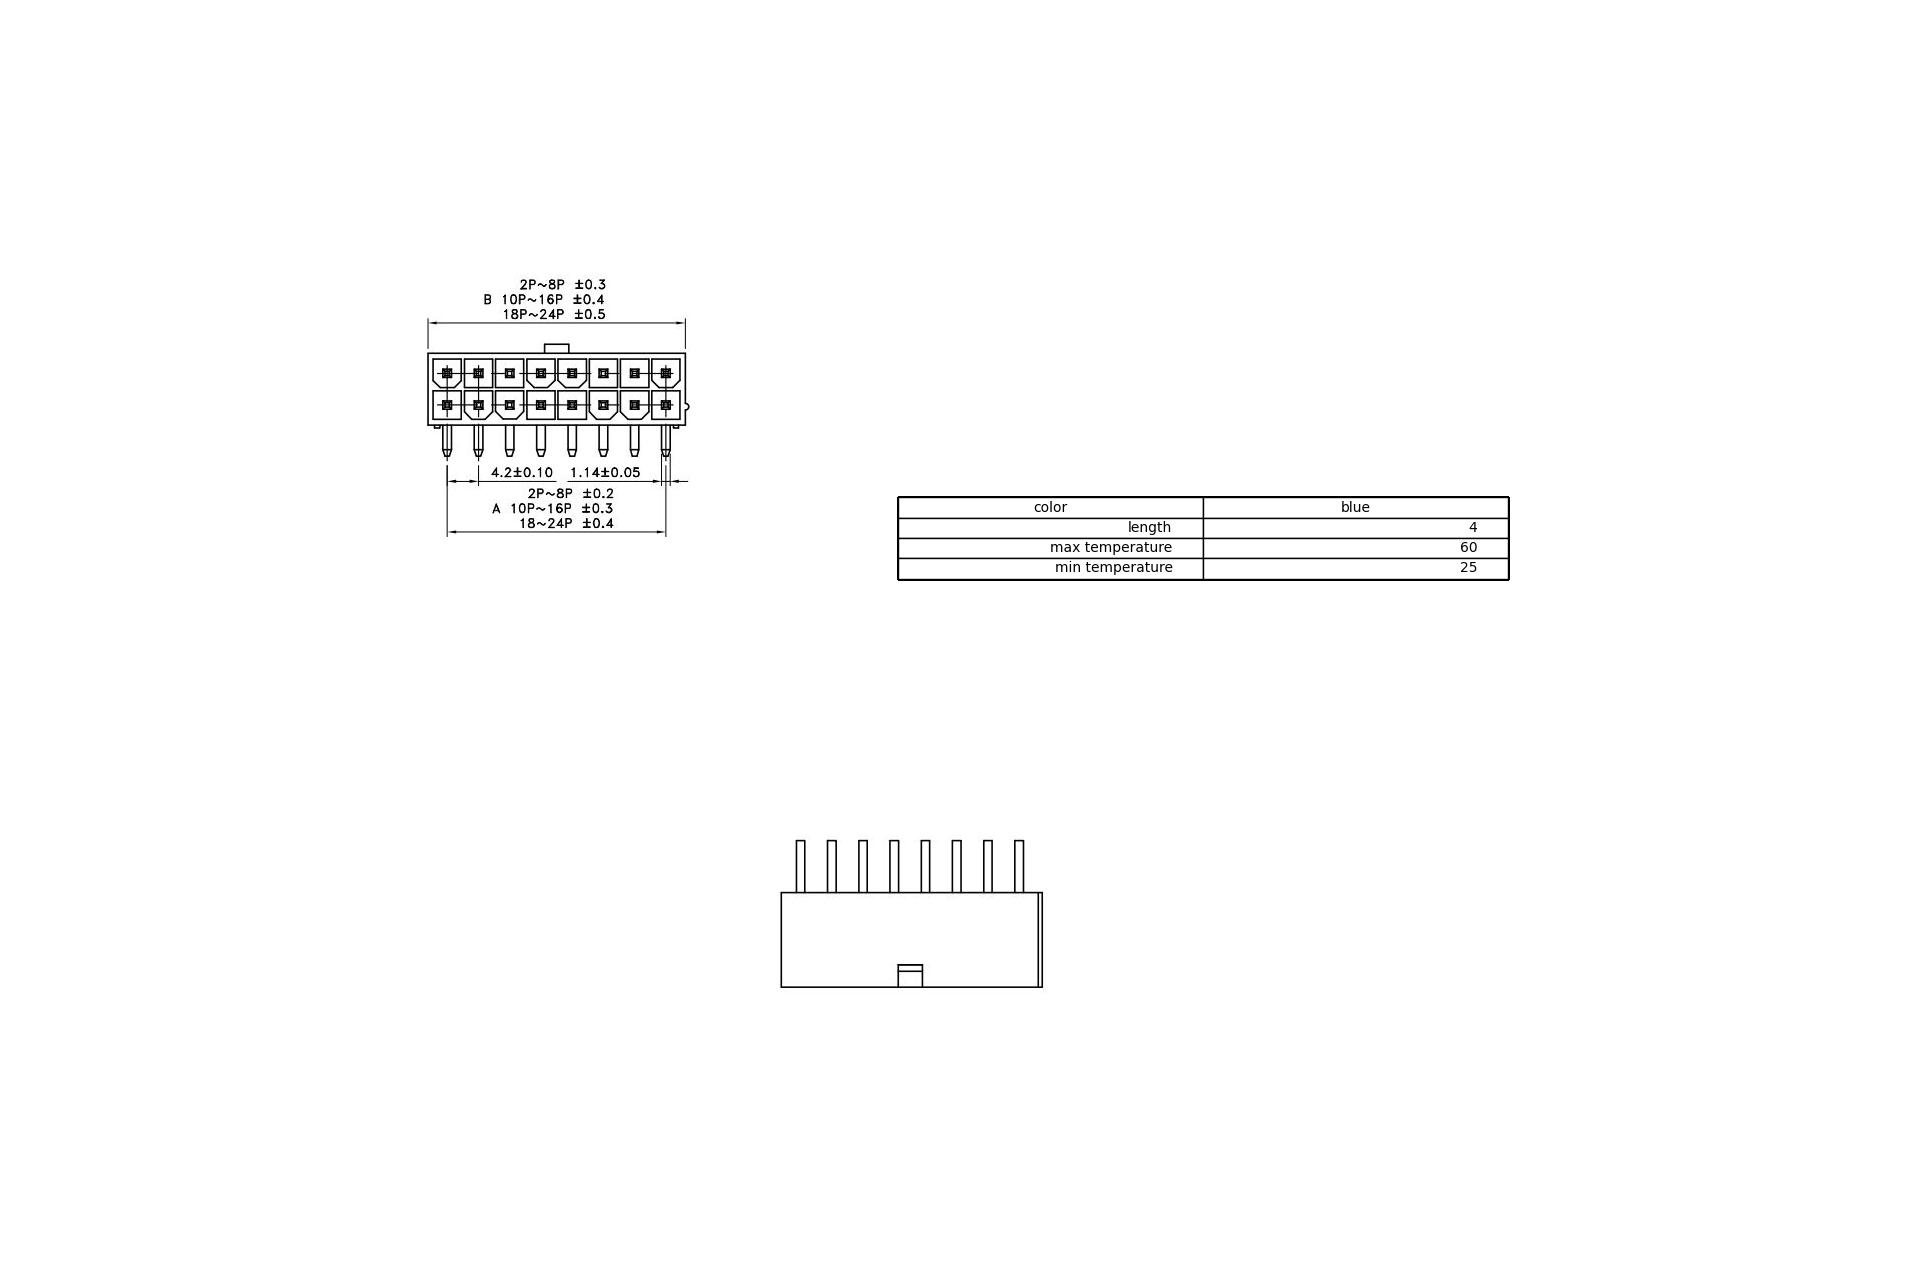 2P~8P ±0.3
B 10P~16P ±0.4
18P~24P ±0.5
4.2±0.10 1.14±0.05
2P~8P ±0.2
A 10P~16P ±0.3
18~24P ±0.4
color blue
length 4
max temperature 60
min temperature 25